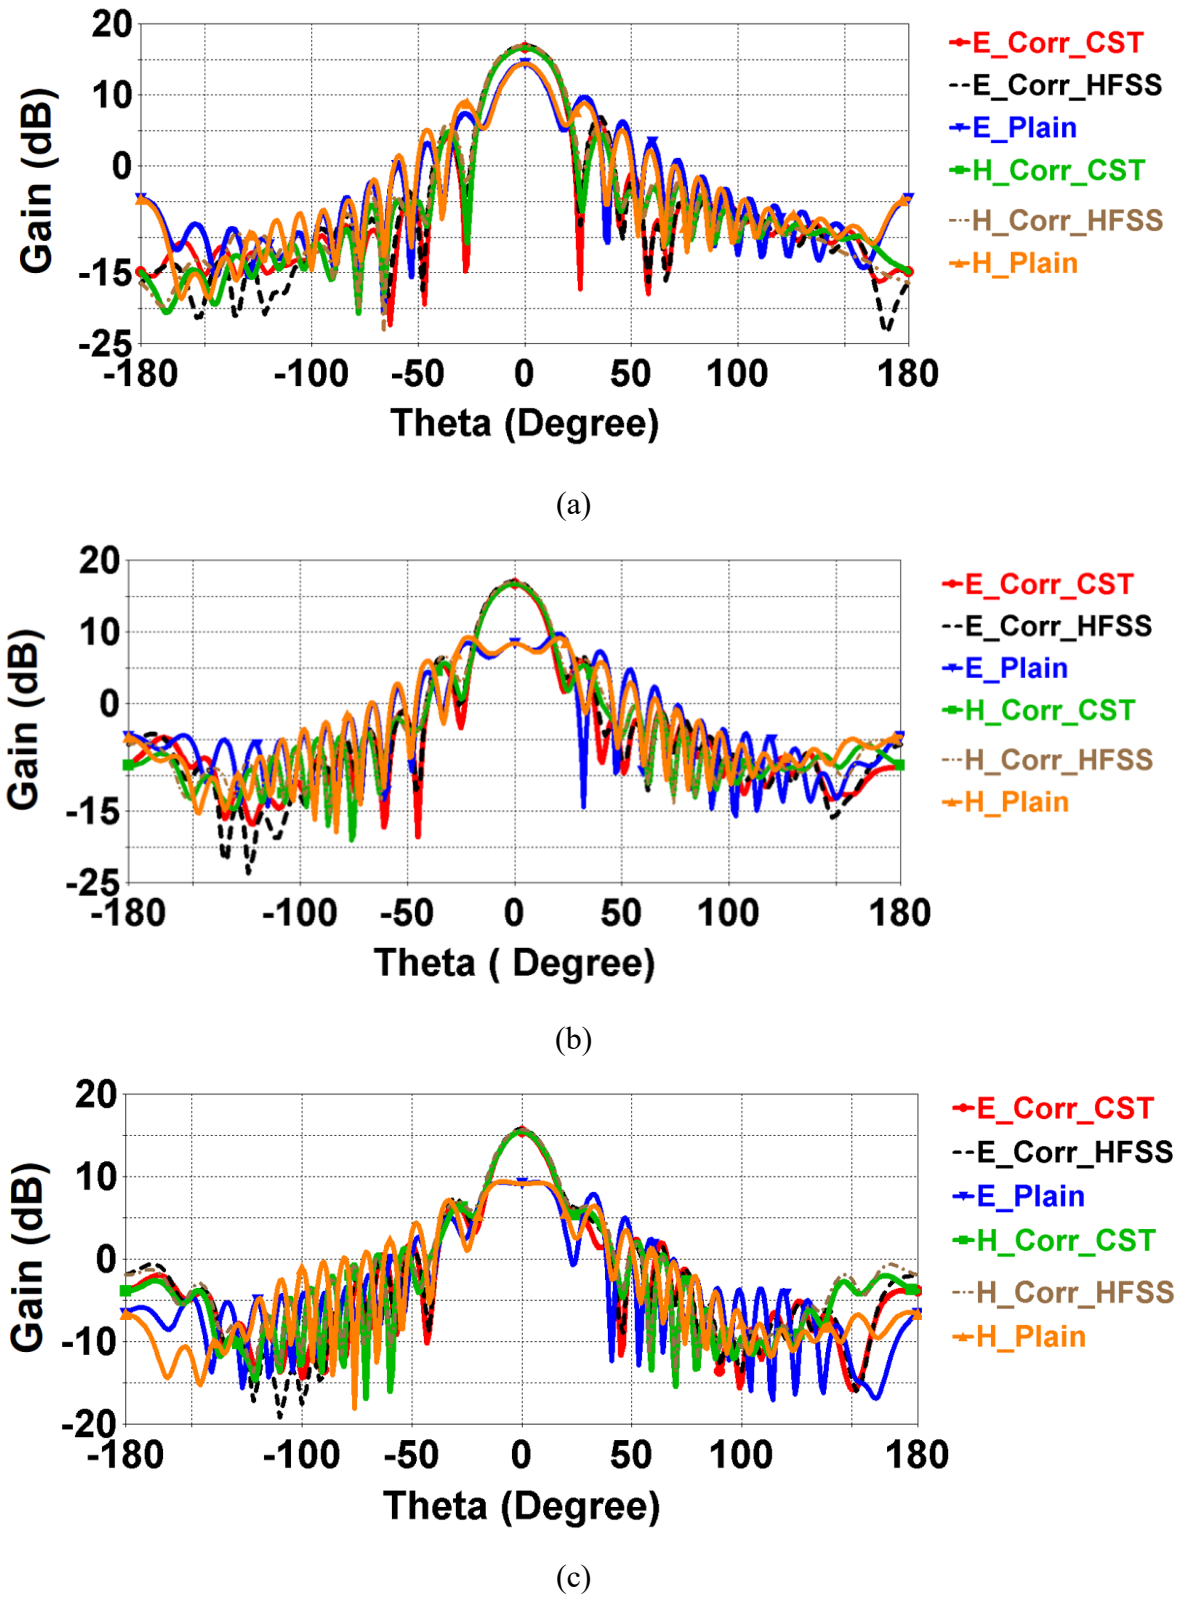 20
10
0
-15
-25
Gain (dB)
-180 -100 -50 0 50 100 180
Theta (Degree)
E_Corr_CST
E_Corr_HFSS
E_Plain
H_Corr_CST
H_Corr_HFSS
H_Plain
(a)
20
10
0
-15
-25
Gain (dB)
-180 -100 -50 0 50 100 180
Theta ( Degree)
E_Corr_CST
E_Corr_HFSS
E_Plain
H_Corr_CST
H_Corr_HFSS
H_Plain
(b)
20
10
0
-10
-20
Gain (dB)
-180 -100 -50 0 50 100 180
Theta (Degree)
E_Corr_CST
E_Corr_HFSS
E_Plain
H_Corr_CST
H_Corr_HFSS
H_Plain
(c)